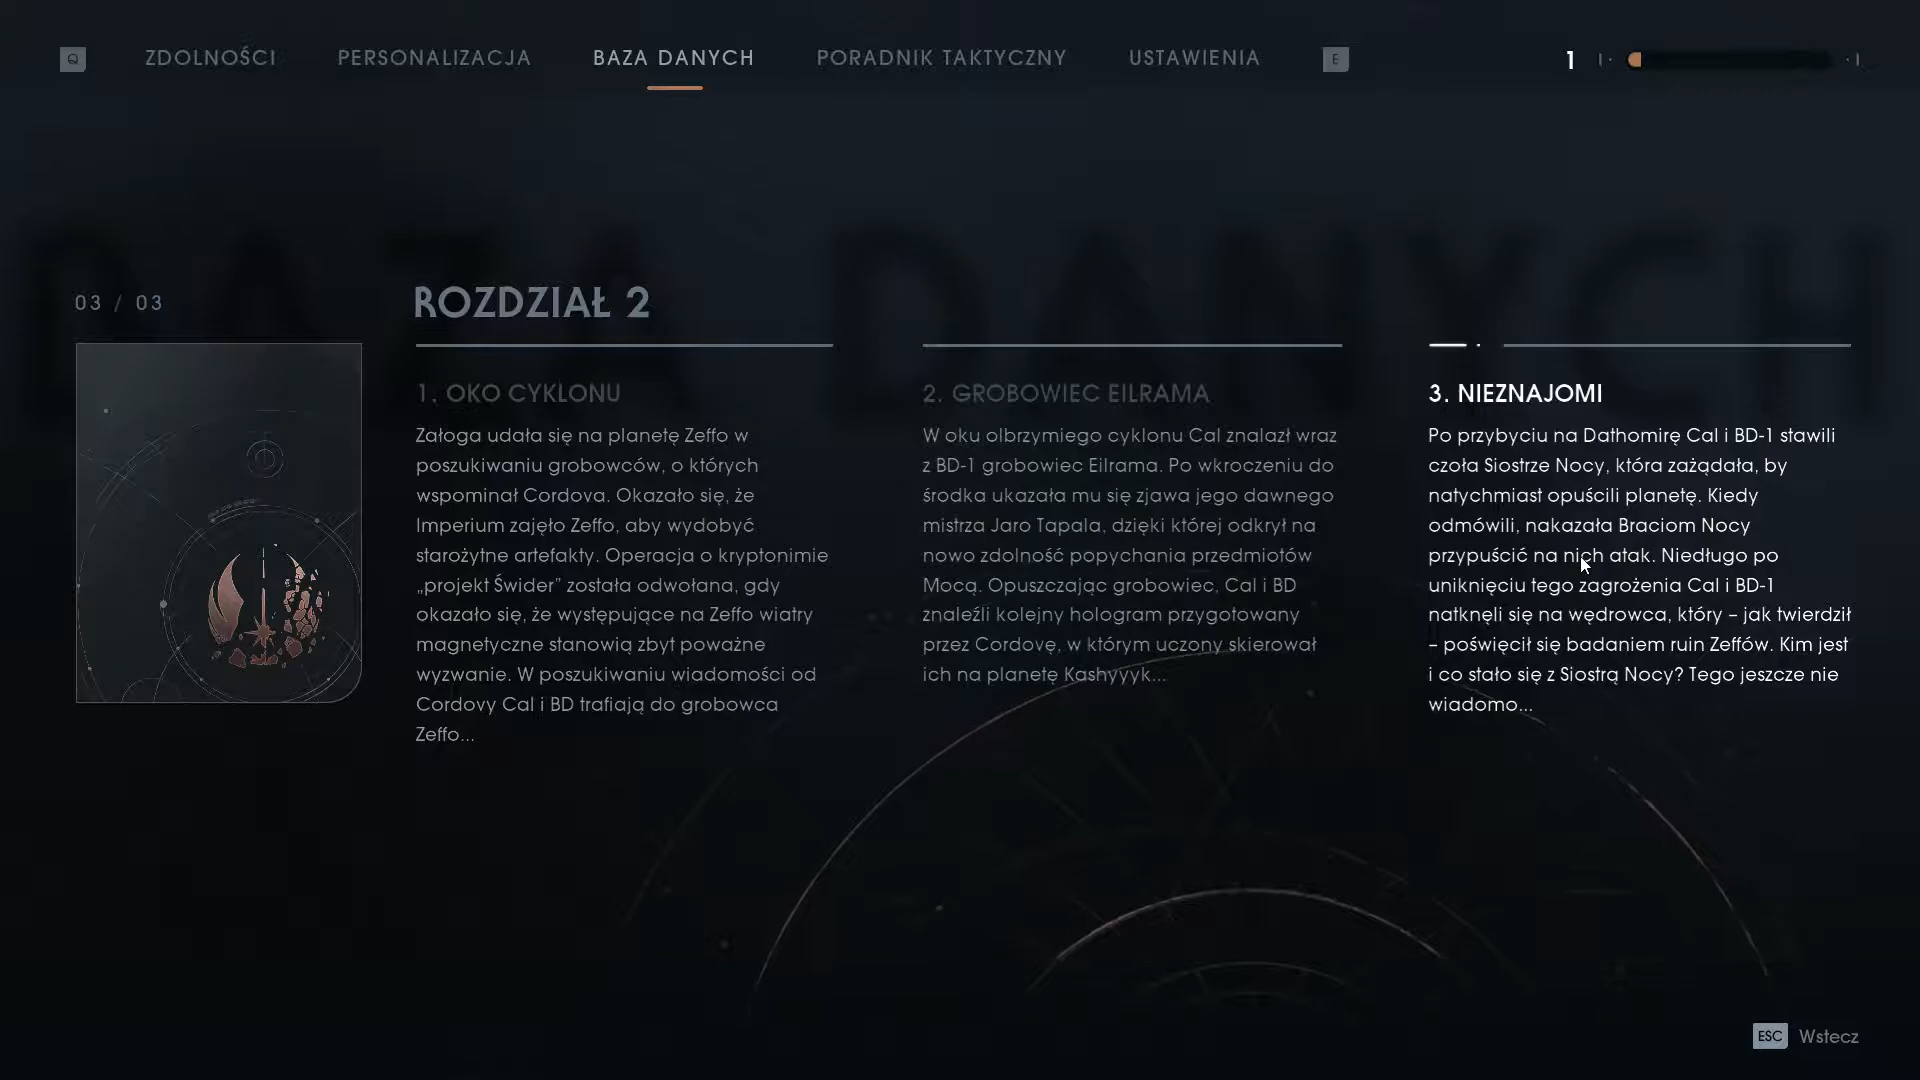 Q
ZDOLNOŚCI
PERSONALIZACJA
BAZA DANYCH
PORADNIK TAKTYCZNY
USTAWIENIA
E
1
BAZA DANYCH
03 / 03
ROZDZIAŁ 2
1. OKO CYKLONU
Załoga udała się na planetę Zeffo w
poszukiwaniu grobowców, o których
wspominał Cordova. Okazało się, że
Imperium zajęło Zeffo, aby wydobyć
starożytne artefakty. Operacja o kryptonimie
„projekt Świder” została odwołana, gdy
okazało się, że występujące na Zeffo wiatry
magnetyczne stanowią zbyt poważne
wyzwanie. W poszukiwaniu wiadomości od
Cordovy Cal i BD trafiają do grobowca
Zeffo...
2. GROBOWIEC EILRAMA
W oku olbrzymiego cyklonu Cal znalazł wraz
z BD-1 grobowiec Eilrama. Po wkroczeniu do
środka ukazała mu się zjawa jego dawnego
mistrza Jaro Tapala, dzięki której odkrył na
nowo zdolność popychania przedmiotów
Mocą. Opuszczając grobowiec, Cal i BD
znaleźli kolejny hologram przygotowany
przez Cordovę, w którym uczony skierował
ich na planetę Kashyyyk...
3. NIEZNAJOMI
Po przybyciu na Dathomirę Cal i BD-1 stawili
czoła Siostrze Nocy, która zażądała, by
natychmiast opuścili planetę. Kiedy
odmówili, nakazała Braciom Nocy
przypuścić na nich atak. Niedługo po
uniknięciu tego zagrożenia Cal i BD-1
natknęli się na wędrowca, który – jak twierdził
– poświęcił się badaniem ruin Zeffów. Kim jest
i co stało się z Siostrą Nocy? Tego jeszcze nie
wiadomo...
ESC Wstecz